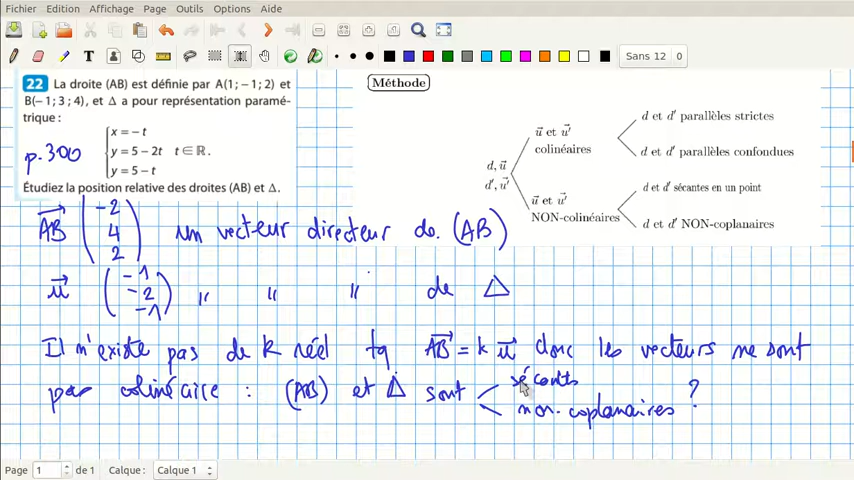 Fichier Edition Affichage Papier Outils Options Aide
Sans 12
22 La droite (AB) est définie par A(1; −1; 2) et
B(−1; 3; 4), et Δ a pour représentation paramé-
trique :
x = −t
y = 5 − 2t t ∈ ℝ.
y = 5 − t
Étudiez la position relative des droites (AB) et Δ.
p.300
Méthode
d, u⃗
d′, u⃗′
u⃗ et u⃗′
colinéaires
u⃗ et u⃗′
NON-colinéaires
d et d′ parallèles strictes
d et d′ parallèles confondues
d et d′ sécantes en un point
d et d′ NON-coplanaires
AB⃗ (−2 4 2) un vecteur directeur de (AB)
u⃗ (−1 −2 −1) " " " de Δ
Il n'existe pas de k réel tq AB⃗ = k u⃗ donc les vecteurs ne sont
pas colinéaire : (AB) et Δ sont
sécants
non-coplanaires ?
Page 1 de 1 Calque : Calque 1